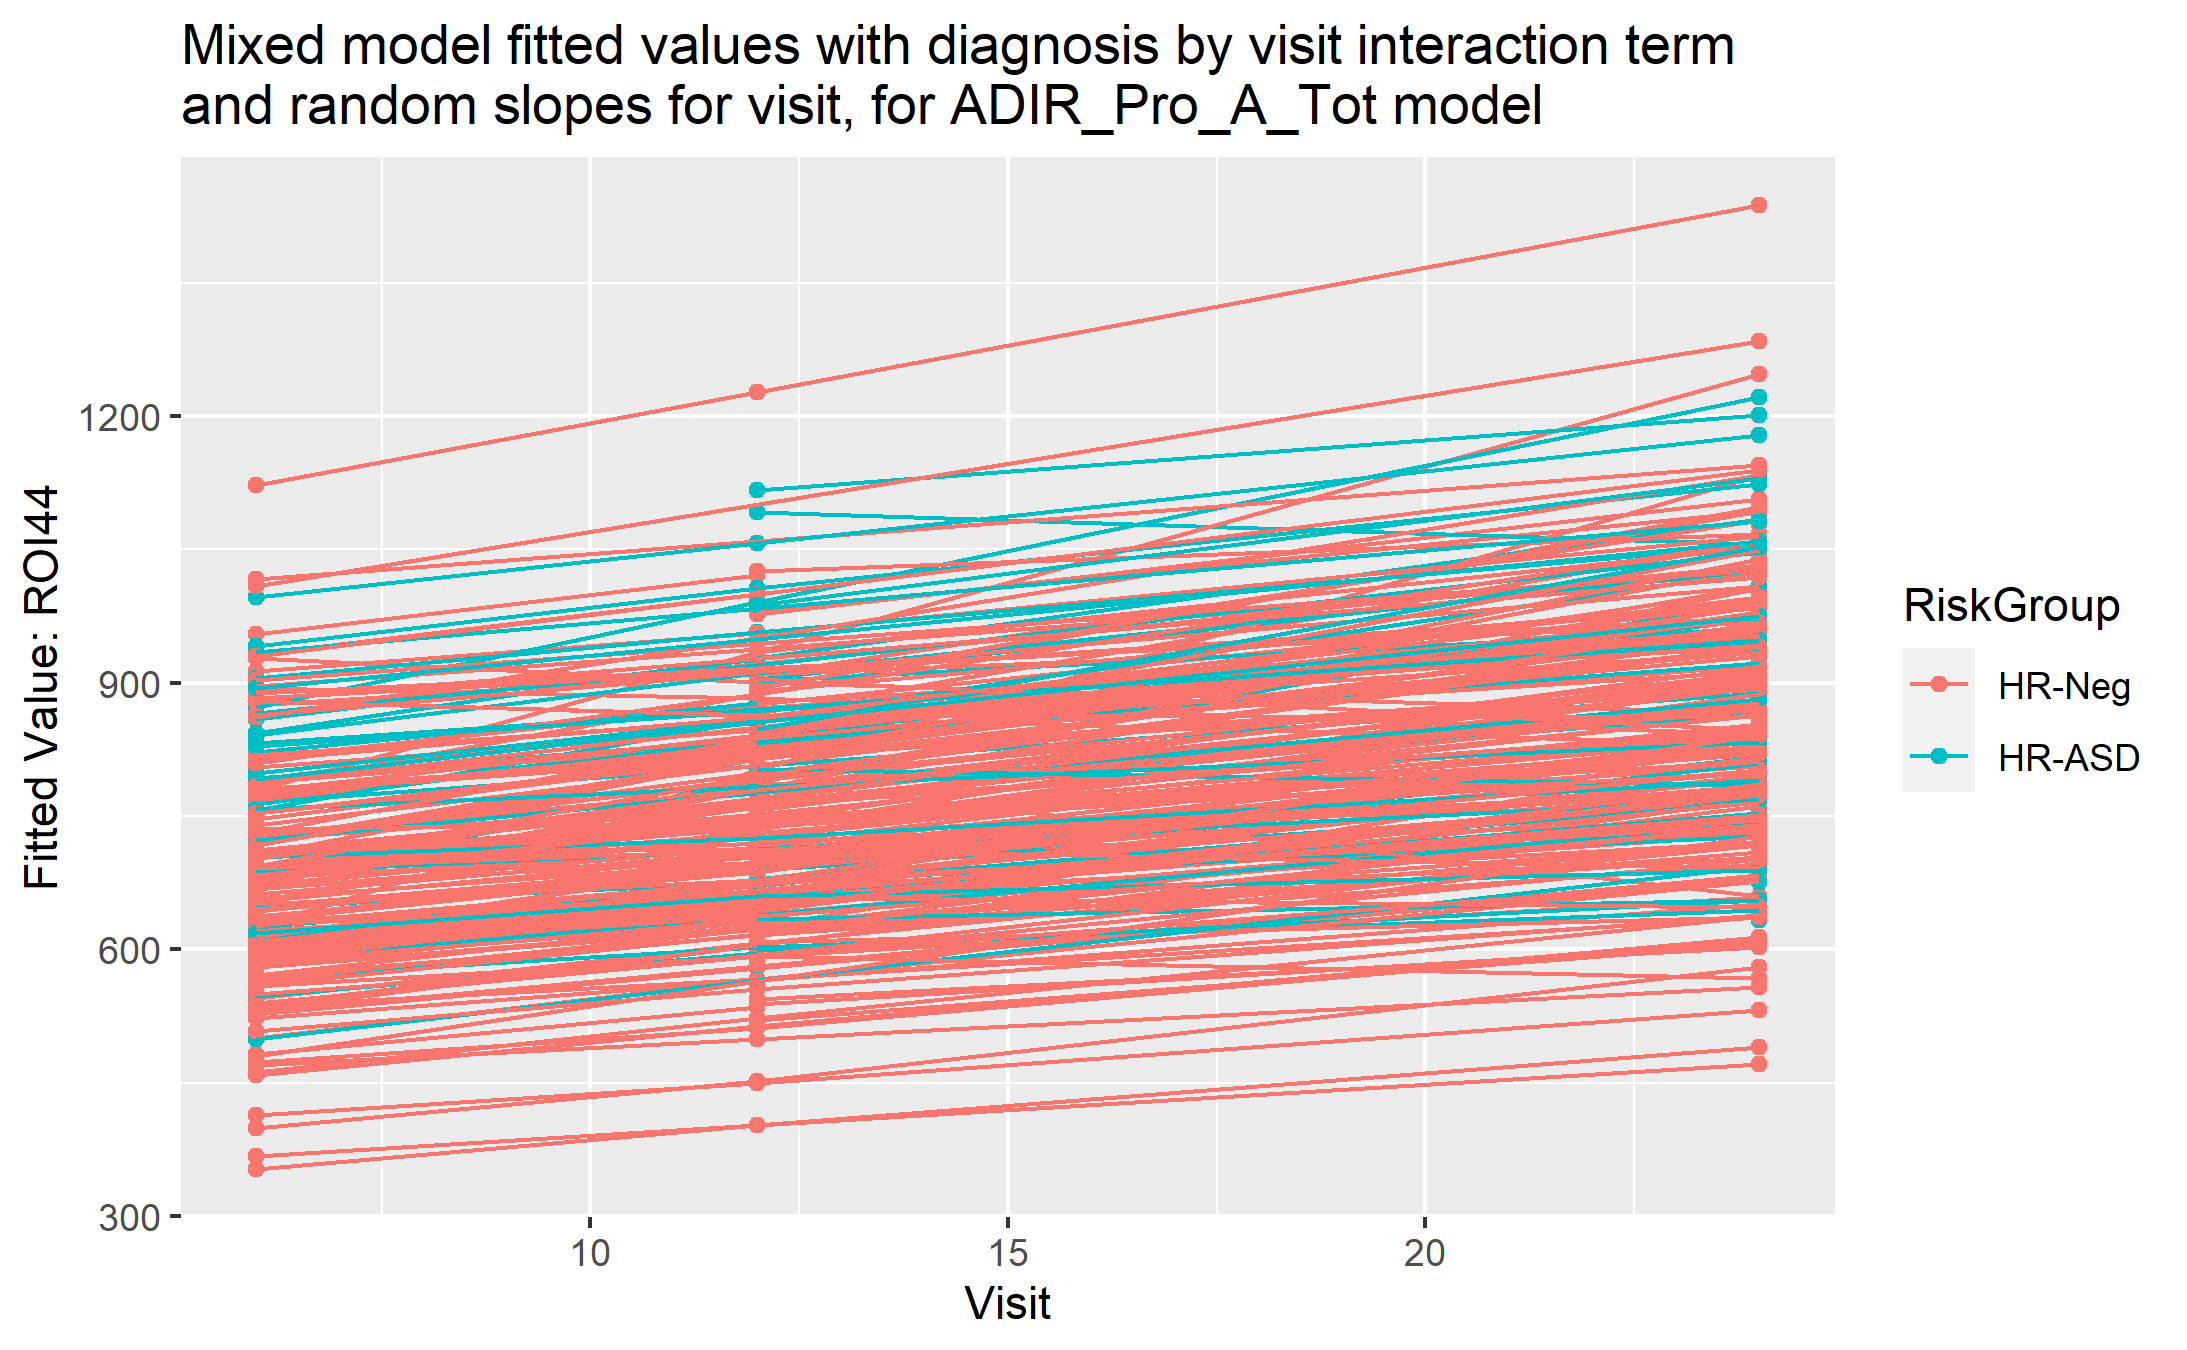 Mixed model fitted values with diagnosis by visit interaction term
and random slopes for visit, for ADIR_Pro_A_Tot model
Fitted Value: ROI44
1200
900
600
300
10
15
20
Visit
RiskGroup
HR-Neg
HR-ASD